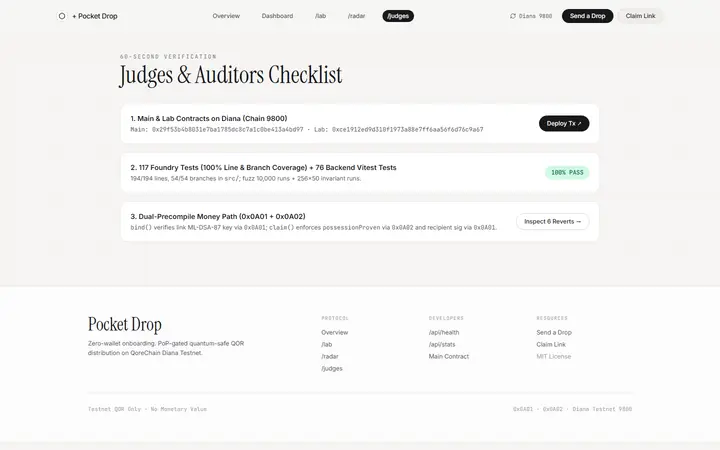 + Pocket Drop
Overview
Dashboard
/lab
/radar
/judges
Diana 9800
Send a Drop
Claim Link
60-SECOND VERIFICATION
Judges & Auditors Checklist
1. Main & Lab Contracts on Diana (Chain 9800)
Main: 0x29f53b4b8031e7ba1785dc8c7a1c0be413a4bd97 · Lab: 0xce1912ed9d310f1973a88e7ff6aa56f6d76c9a67
Deploy Tx ↗
2. 117 Foundry Tests (100% Line & Branch Coverage) + 76 Backend Vitest Tests
194/194 lines, 54/54 branches in src/; fuzz 10,000 runs + 256×50 invariant runs.
100% PASS
3. Dual-Precompile Money Path (0x0A01 + 0x0A02)
bind() verifies link ML-DSA-87 key via 0x0A01; claim() enforces possessionProven via 0x0A02 and recipient sig via 0x0A01.
Inspect 6 Reverts →
Pocket Drop
Zero-wallet onboarding. PoP-gated quantum-safe QOR
distribution on QoreChain Diana Testnet.
PROTOCOL
Overview
/lab
/radar
/judges
DEVELOPERS
/api/health
/api/stats
Main Contract
RESOURCES
Send a Drop
Claim Link
MIT License
Testnet QOR Only · No Monetary Value
0x0A01 · 0x0A02 · Diana Testnet 9800